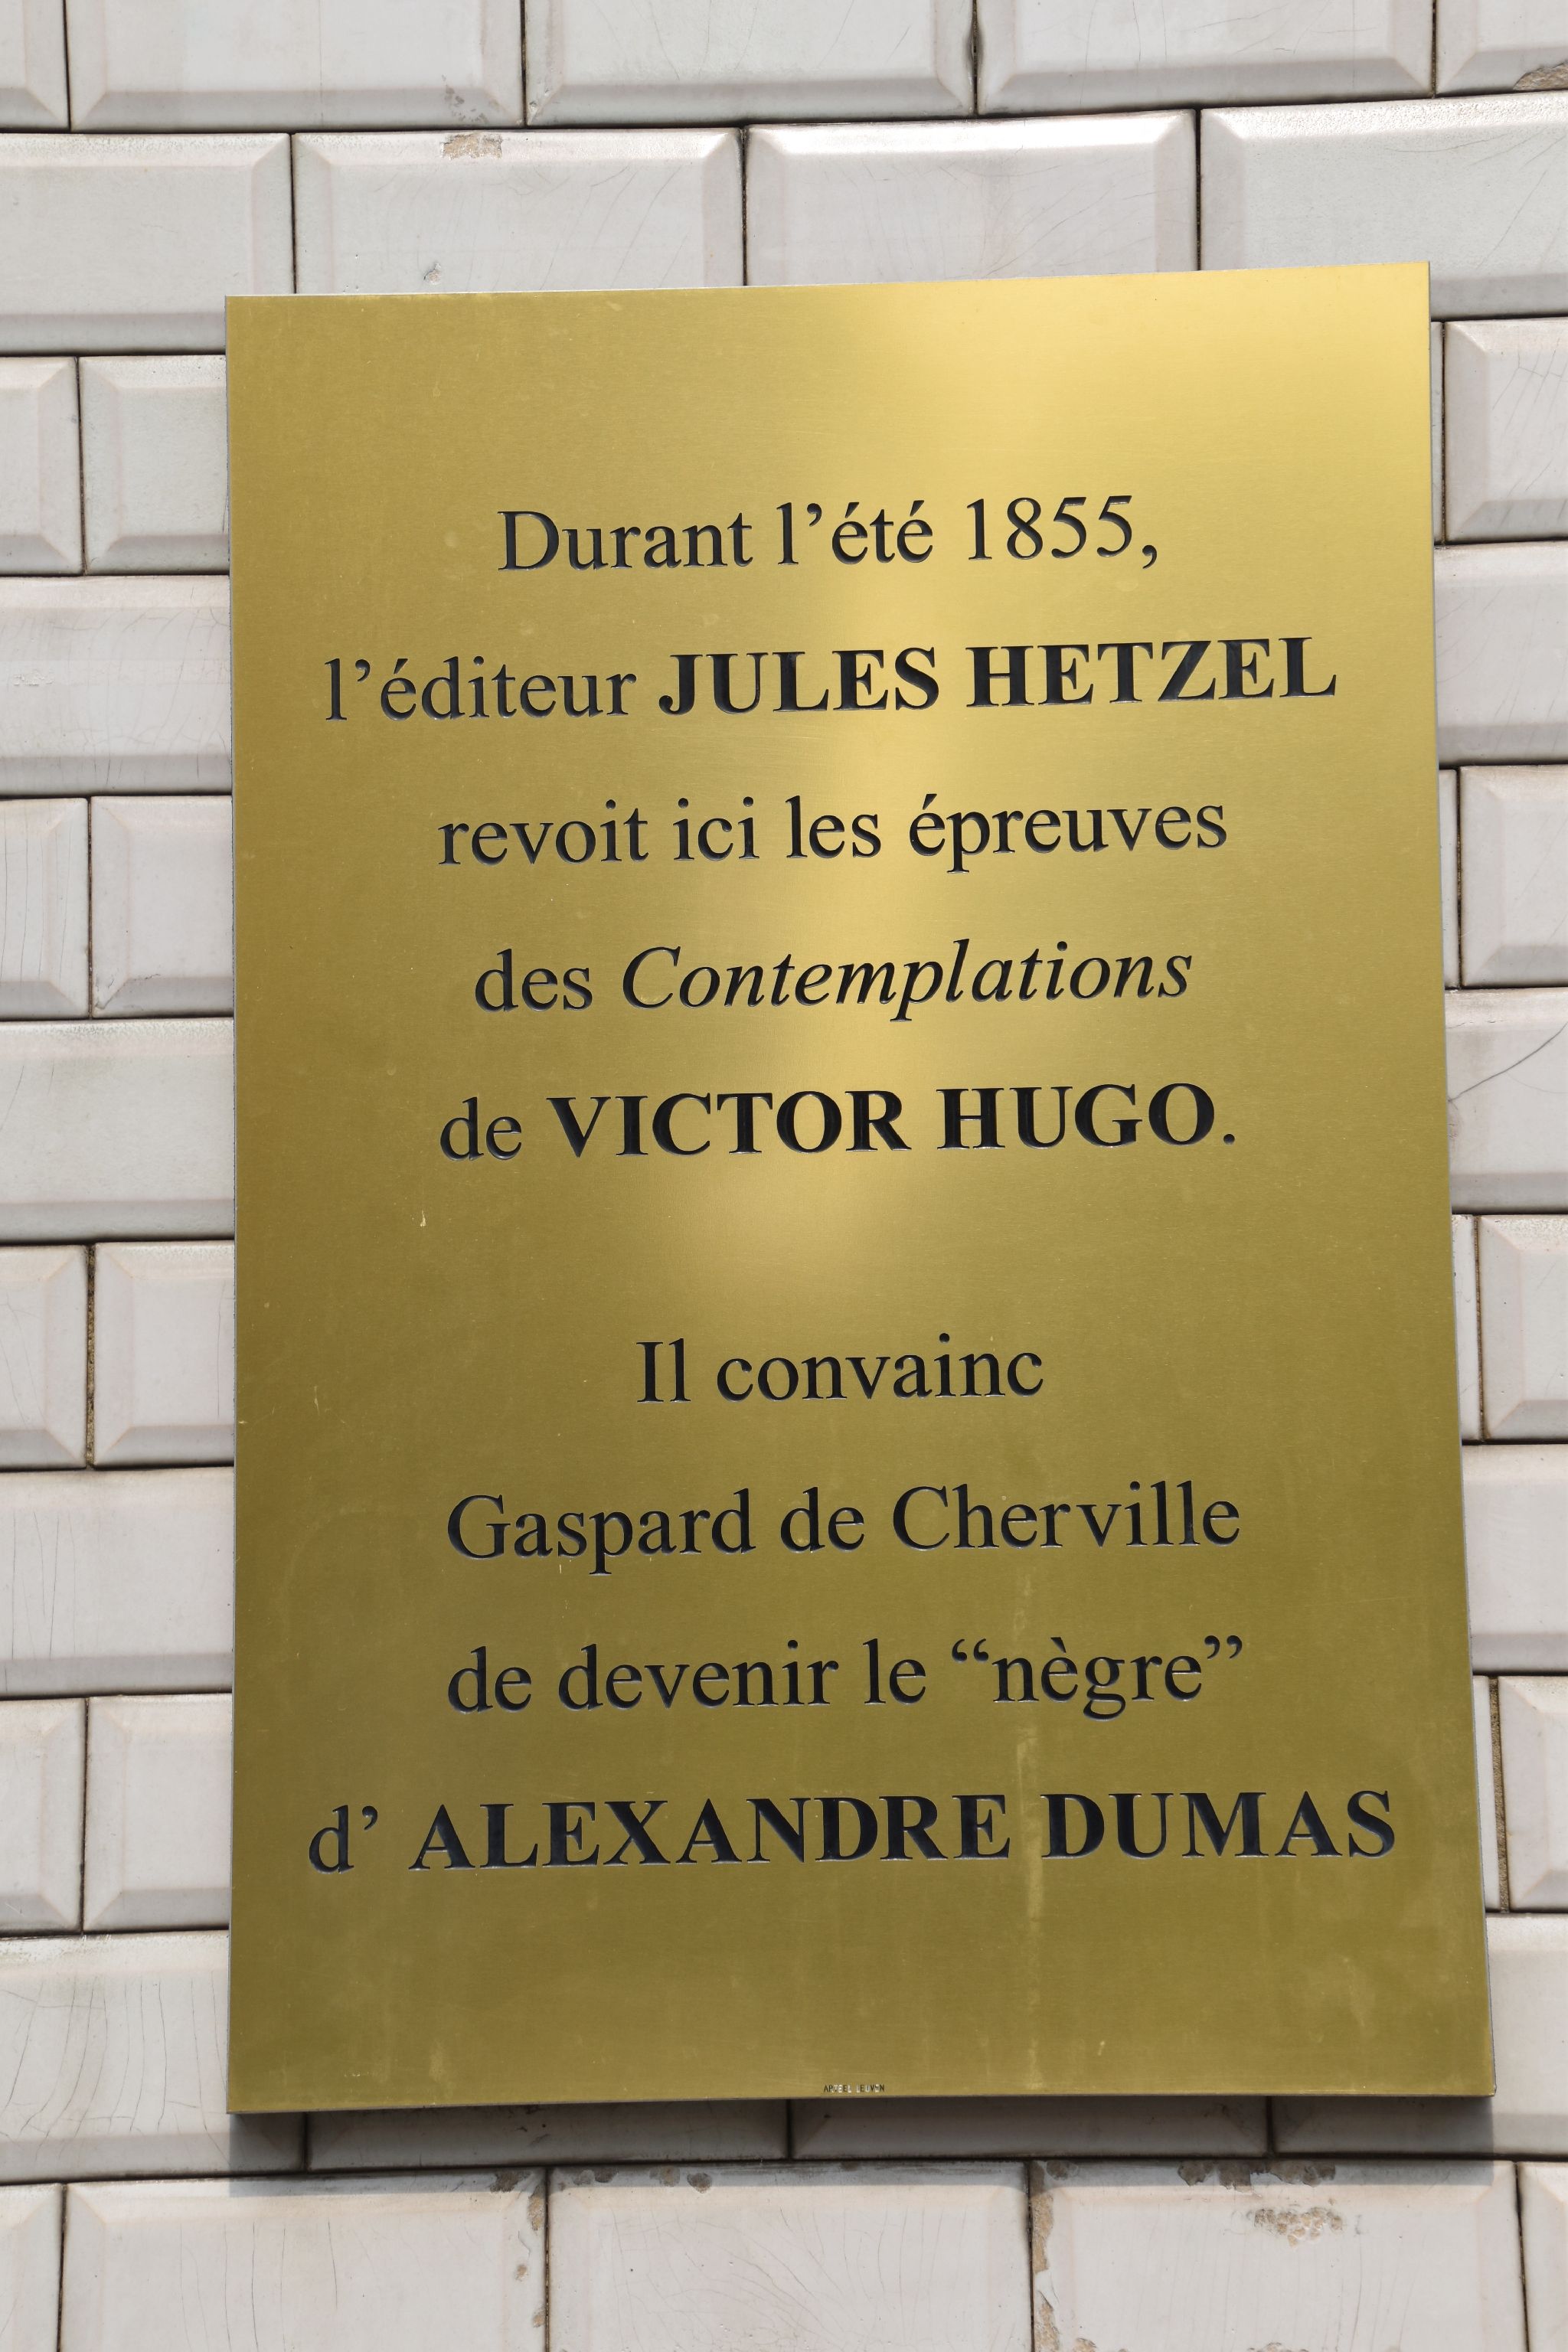 Durant l’été 1855,
l’éditeur JULES HETZEL
revoit ici les épreuves
des Contemplations
de VICTOR HUGO.
Il convainc
Gaspard de Cherville
de devenir le “nègre”
d’ ALEXANDRE DUMAS